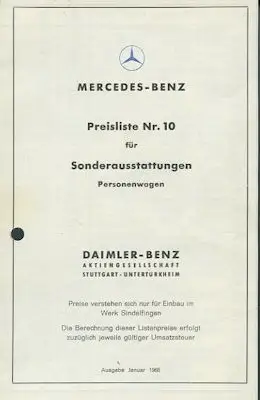 MERCEDES-BENZ
Preisliste Nr. 10
für
Sonderausstattungen
Personenwagen
DAIMLER-BENZ
AKTIENGESELLSCHAFT
STUTTGART-UNTERTÜRKHEIM
Preise verstehen sich nur für Einbau im
Werk Sindelfingen
Die Berechnung dieser Listenpreise erfolgt
zuzüglich jeweils gültiger Umsatzsteuer
Ausgabe Januar 1968